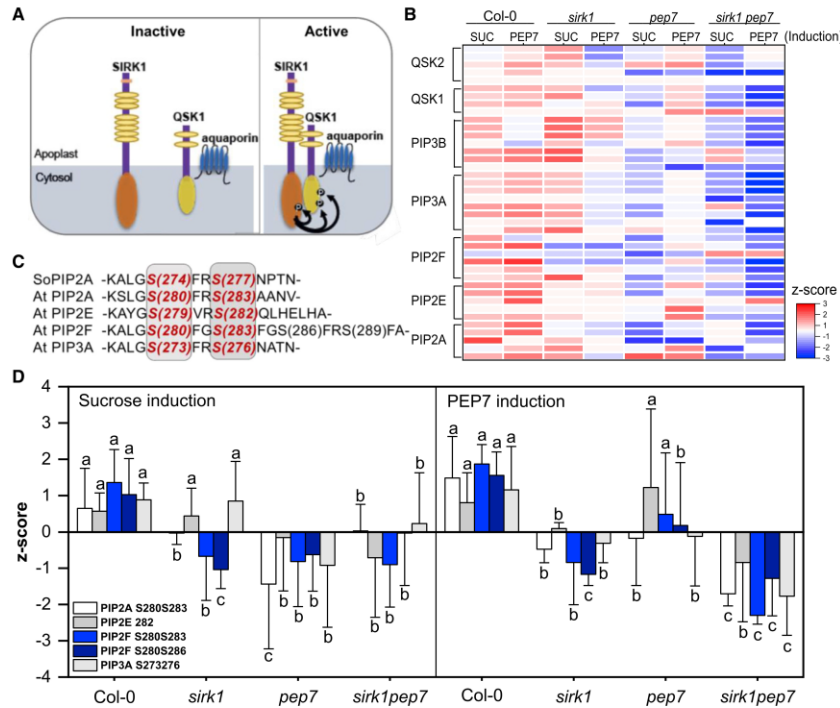 A
Inactive
Active
SIRK1
QSK1
aquaporin
SIRK1
QSK1
aquaporin
Apoplast
Cytosol
P
P
P
B
Col-0
sirk1
pep7
sirk1 pep7
SUC PEP7 SUC PEP7 SUC PEP7 SUC PEP7 (Induction)
QSK2
QSK1
PIP3B
PIP3A
PIP2F
PIP2E
PIP2A
z-score
3
2
1
0
-1
-2
-3
C
SoPIP2A -KALGS(274)FRS(277)NPTN-
At PIP2A -KSLGS(280)FRS(283)AANV-
At PIP2E -KAYGS(279)VRS(282)QLHELHA-
At PIP2F -KALGS(280)FGS(283)FGS(286)FRS(289)FA-
At PIP3A -KALGS(273)FRS(276)NATN-
D
Sucrose induction
PEP7 induction
z-score
4
3
2
1
0
-1
-2
-3
-4
a a a a a
b a b c a
c b b b b
b b b c b
a a a a a
b a b c b
b a a b b
c b c c c
PIP2A S280S283
PIP2E 282
PIP2F S280S283
PIP2F S280S286
PIP3A S273276
Col-0 sirk1 pep7 sirk1pep7 Col-0 sirk1 pep7 sirk1pep7